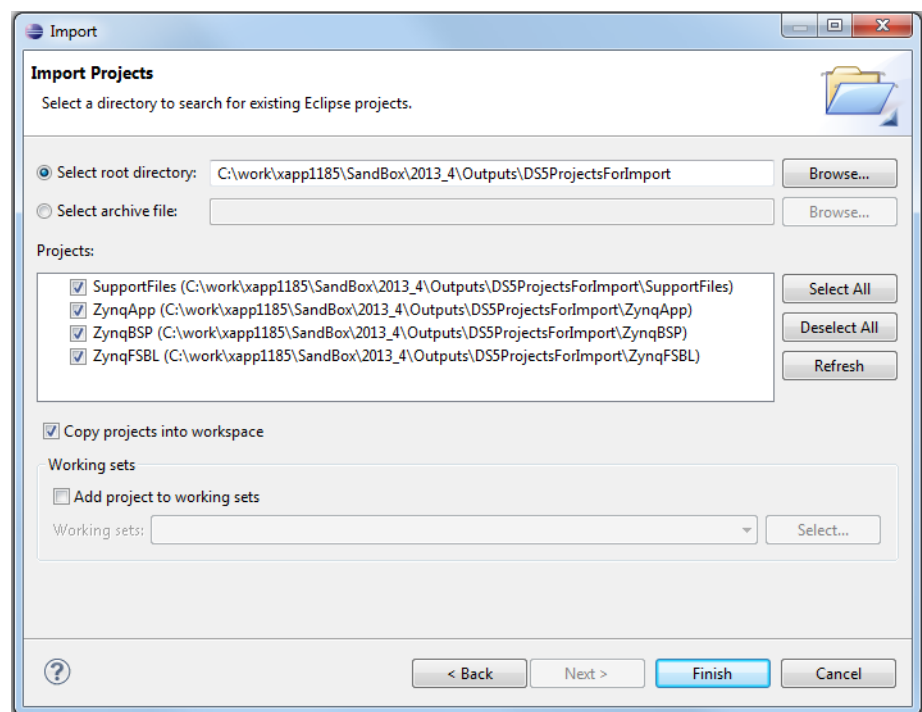 Import
Import Projects
Select a directory to search for existing Eclipse projects.
Select root directory: C:\work\xapp1185\SandBox\2013_4\Outputs\DS5ProjectsForImport Browse...
Select archive file: Browse...
Projects:
SupportFiles (C:\work\xapp1185\SandBox\2013_4\Outputs\DS5ProjectsForImport\SupportFiles) Select All
ZynqApp (C:\work\xapp1185\SandBox\2013_4\Outputs\DS5ProjectsForImport\ZynqApp)
Deselect All
ZynqBSP (C:\work\xapp1185\SandBox\2013_4\Outputs\DS5ProjectsForImport\ZynqBSP)
ZynqFSBL (C:\work\xapp1185\SandBox\2013_4\Outputs\DS5ProjectsForImport\ZynqFSBL)
Refresh
Copy projects into workspace
Working sets
Add project to working sets
Working sets: Select...
? < Back Next > Finish Cancel